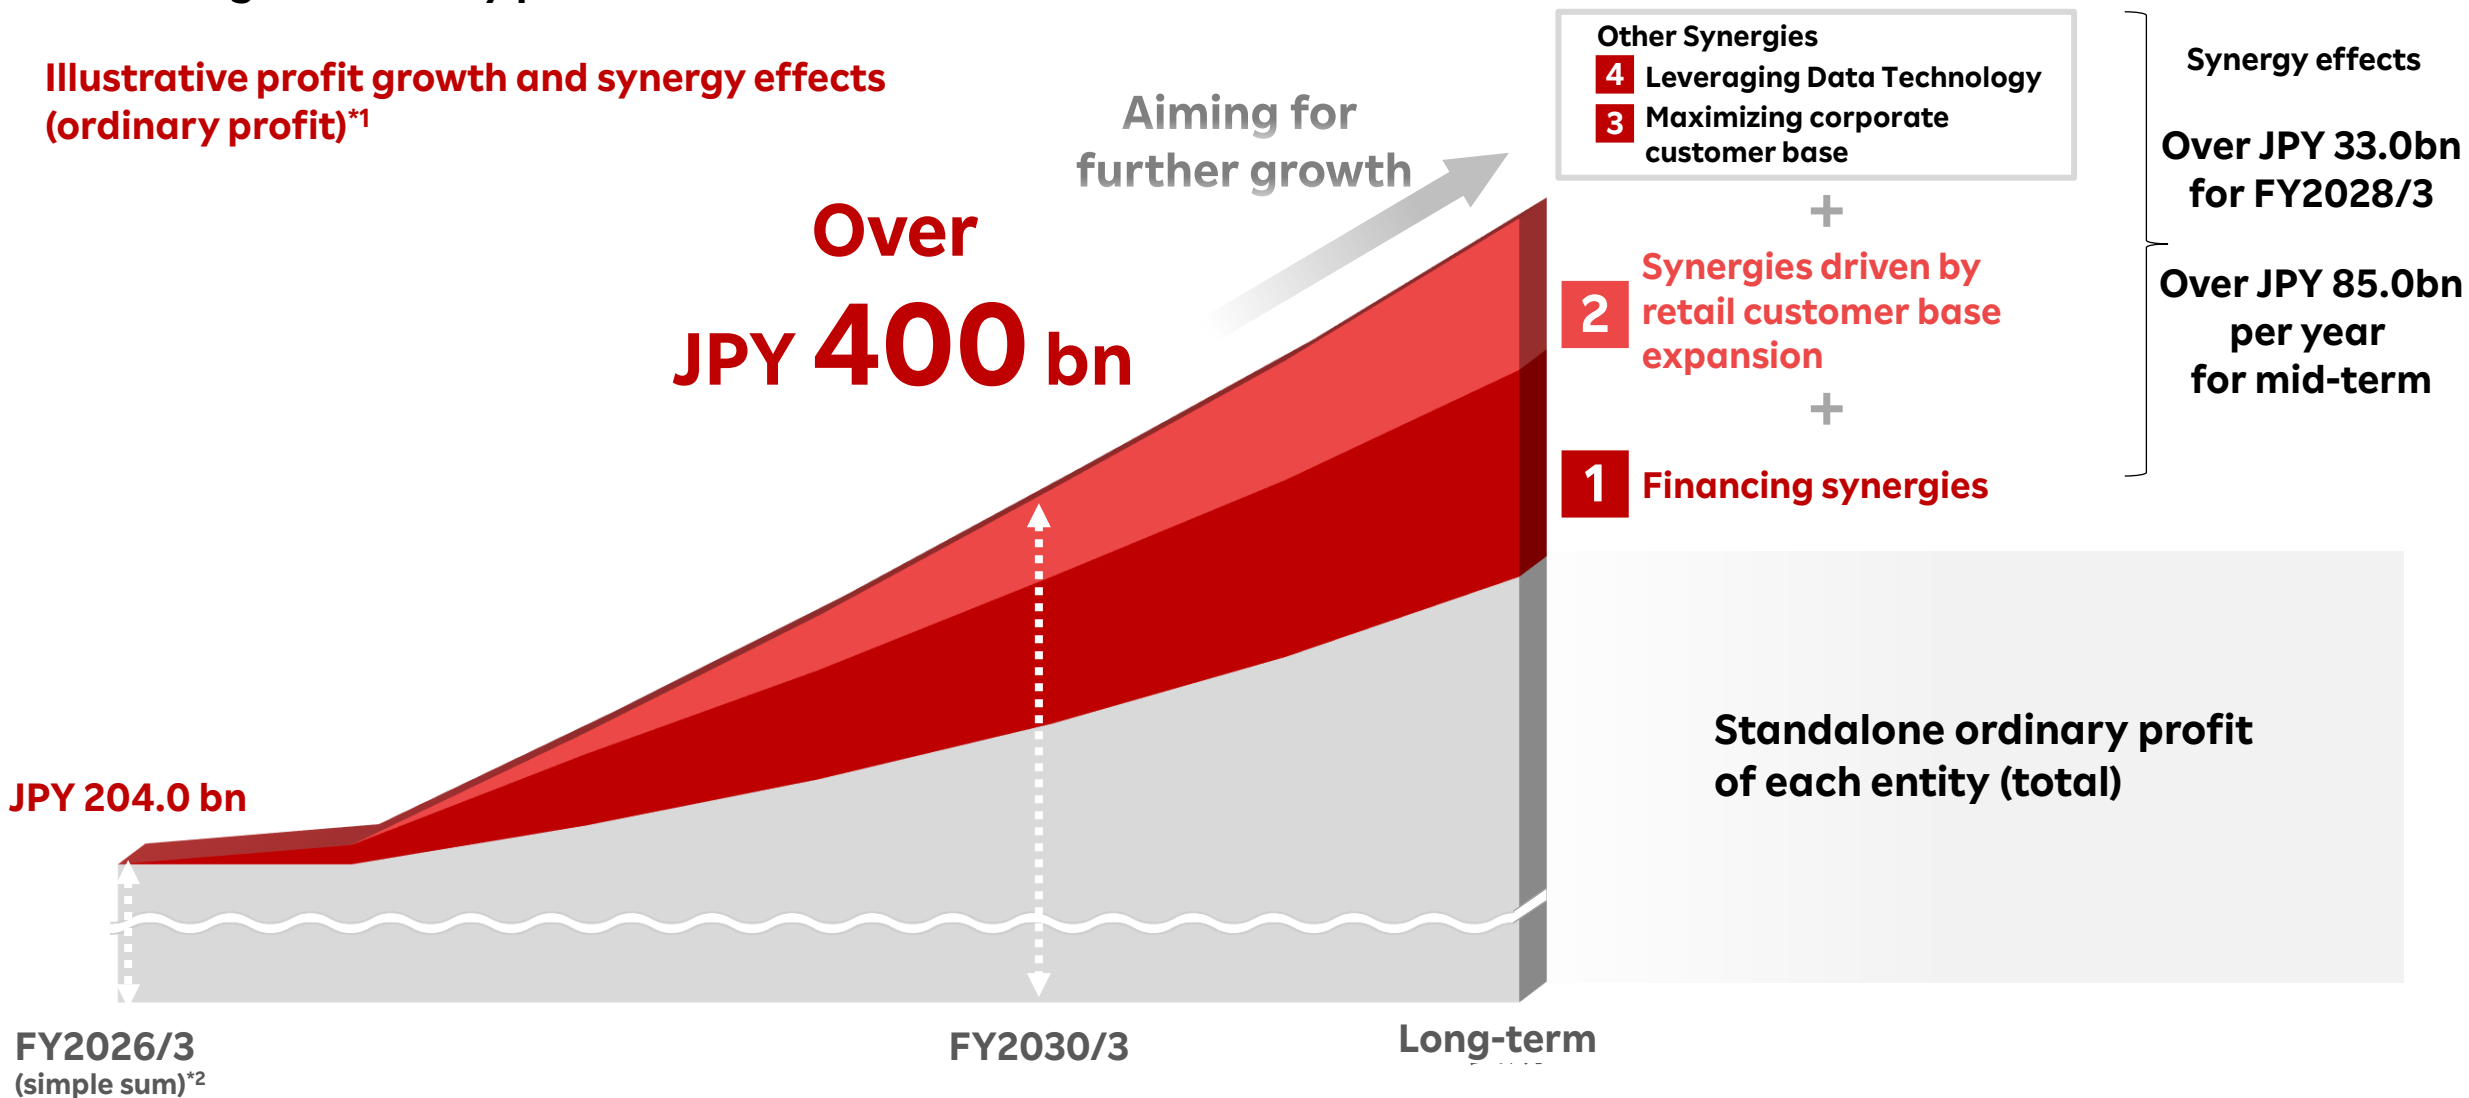 Illustrative profit growth and synergy effects
(ordinary profit)*1
Aiming for
further growth
Over
JPY 400 bn
JPY 204.0 bn
Other Synergies
4 Leveraging Data Technology
3 Maximizing corporate
customer base
+
2 Synergies driven by
retail customer base
expansion
+
1 Financing synergies
Synergy effects
Over JPY 33.0bn
for FY2028/3
Over JPY 85.0bn
per year
for mid-term
Standalone ordinary profit
of each entity (total)
FY2026/3
(simple sum)*2
FY2030/3
Long-term